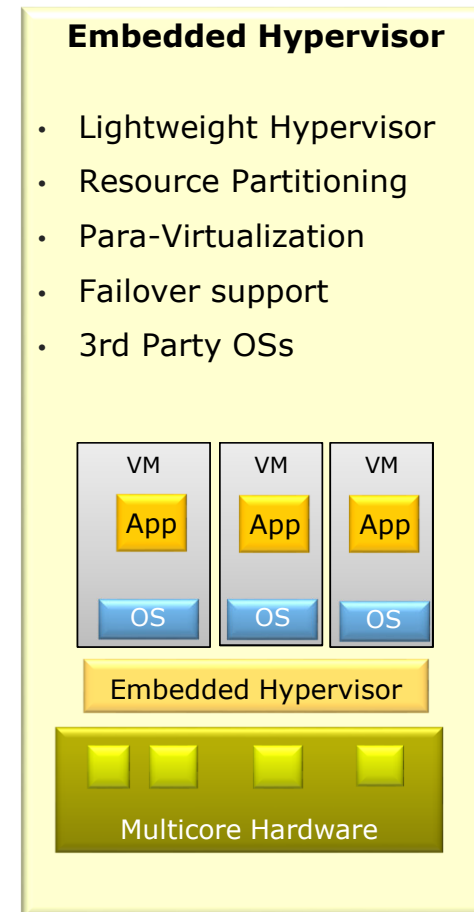 Embedded Hypervisor
• Lightweight Hypervisor
• Resource Partitioning
• Para-Virtualization
• Failover support
• 3rd Party OSs
VM VM VM
App App App
OS OS OS
Embedded Hypervisor
Multicore Hardware